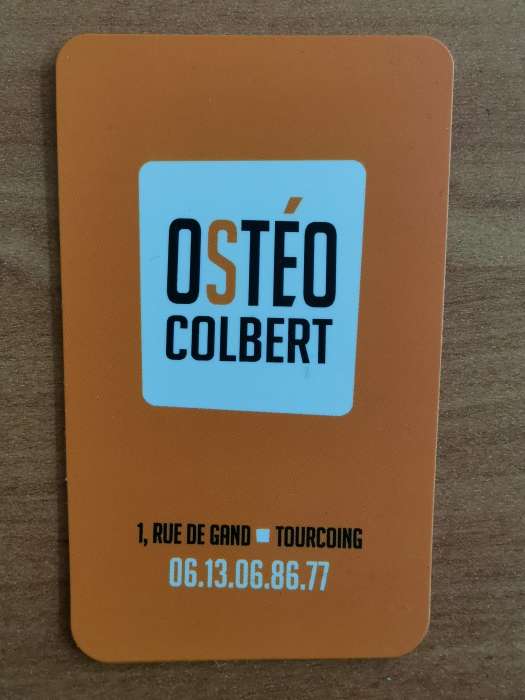 OSTÉO
COLBERT
1, RUE DE GAND ▪ TOURCOING
06.13.06.86.77